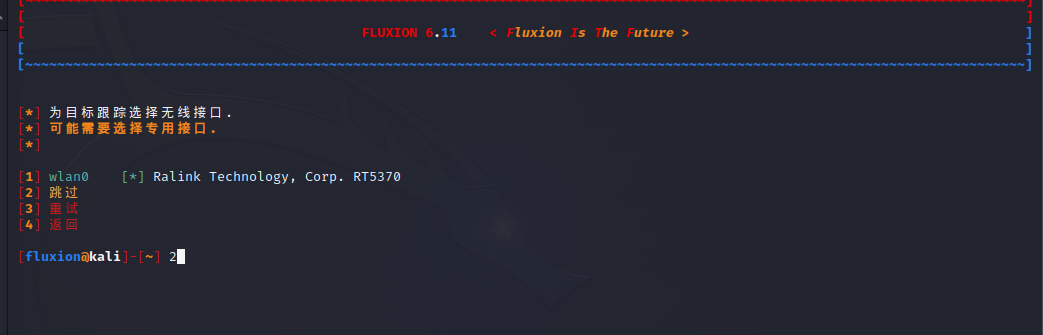 FLUXION 6.11 < Fluxion Is The Future >
[*] 为目标跟踪选择无线接口.
[*] 可能需要选择专用接口.
[*]
[1] wlan0 [*] Ralink Technology, Corp. RT5370
[2] 跳过
[3] 重试
[4] 返回
[fluxion@kali]-[~] 2